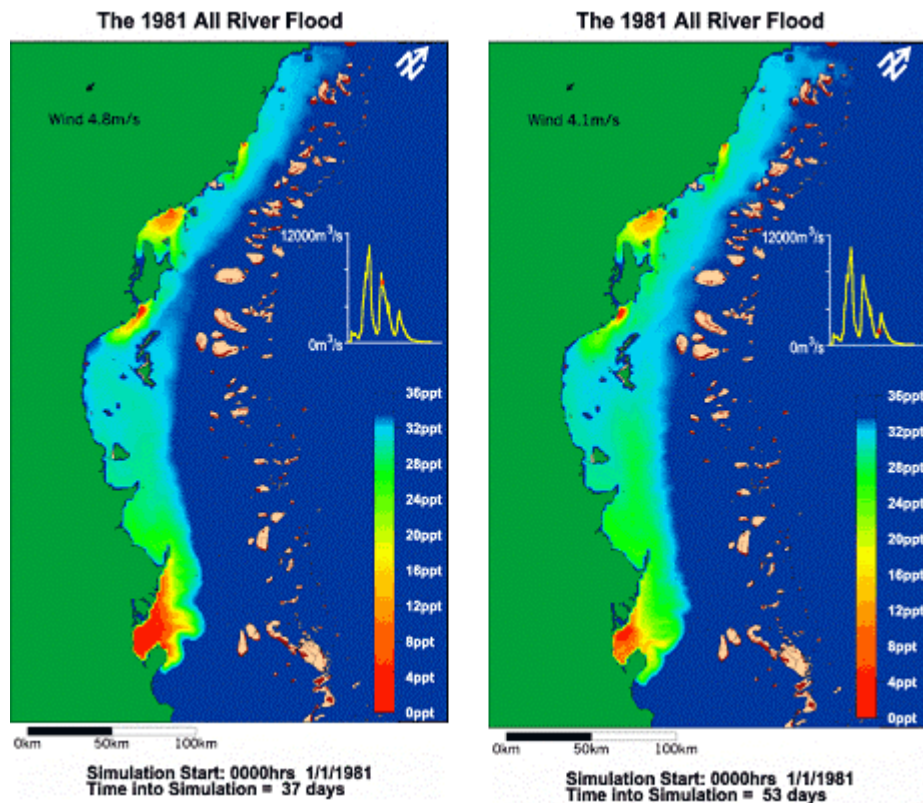 The 1981 All River Flood
N
Wind 4.8m/s
12000m³/s
0m³/s
36ppt
32ppt
28ppt
24ppt
20ppt
16ppt
12ppt
8ppt
4ppt
0ppt
0km 50km 100km
Simulation Start: 0000hrs 1/1/1981
Time into Simulation = 37 days
The 1981 All River Flood
N
Wind 4.1m/s
12000m³/s
0m³/s
36ppt
32ppt
28ppt
24ppt
20ppt
16ppt
12ppt
8ppt
4ppt
0ppt
0km 50km 100km
Simulation Start: 0000hrs 1/1/1981
Time into Simulation = 53 days